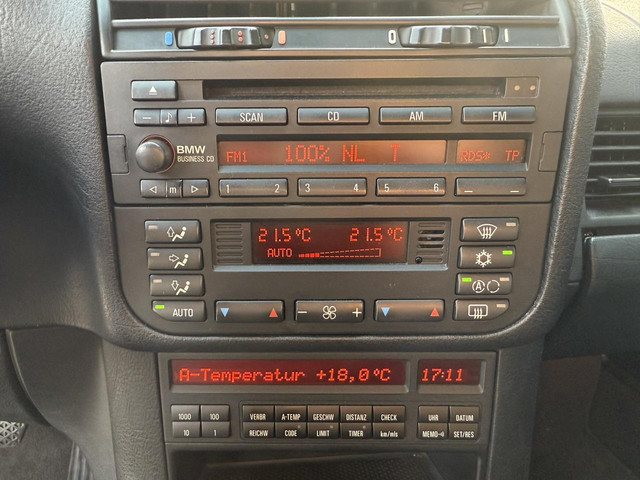 0 I
SCAN CD AM FM
BMW
BUSINESS CD
FM1 100% NL T RDS* TP
m 1 2 3 4 5 6
21.5°C 21.5°C
AUTO
A
AUTO
A-Temperatur +18,0°C 17:11
1000 100 VERBR A-TEMP GESCHW DISTANZ CHECK UHR DATUM
10 1 REICHW CODE LIMIT TIMER km/mls MEMO SET/RES